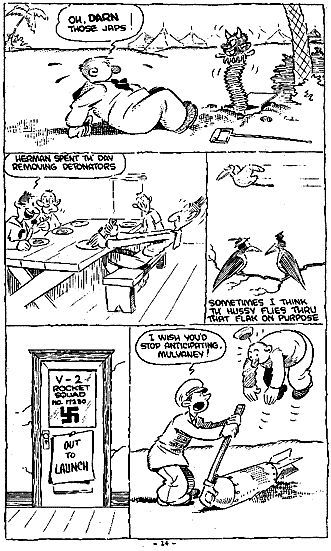 OH, DARN
THOSE JAPS!
HERMAN SPENT TH' DAY
REMOVING DETONATORS
SOMETIMES I THINK
TH' HUSSY FLIES THRU
THAT FLAK ON PURPOSE
V-2
ROCKET
SQUAD
OUT
TO
LAUNCH
I WISH YOU'D
STOP ANTICIPATING,
MULVANEY!
- 14 -